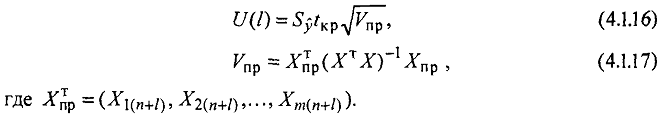 U(l) = S_ŷ t_кр √V_пр, (4.1.16)
V_пр = X_пр^т (X^т X)^{-1} X_пр , (4.1.17)
где X_пр^т = (X_{1(n+l)}, X_{2(n+l)},..., X_{m(n+l)}).